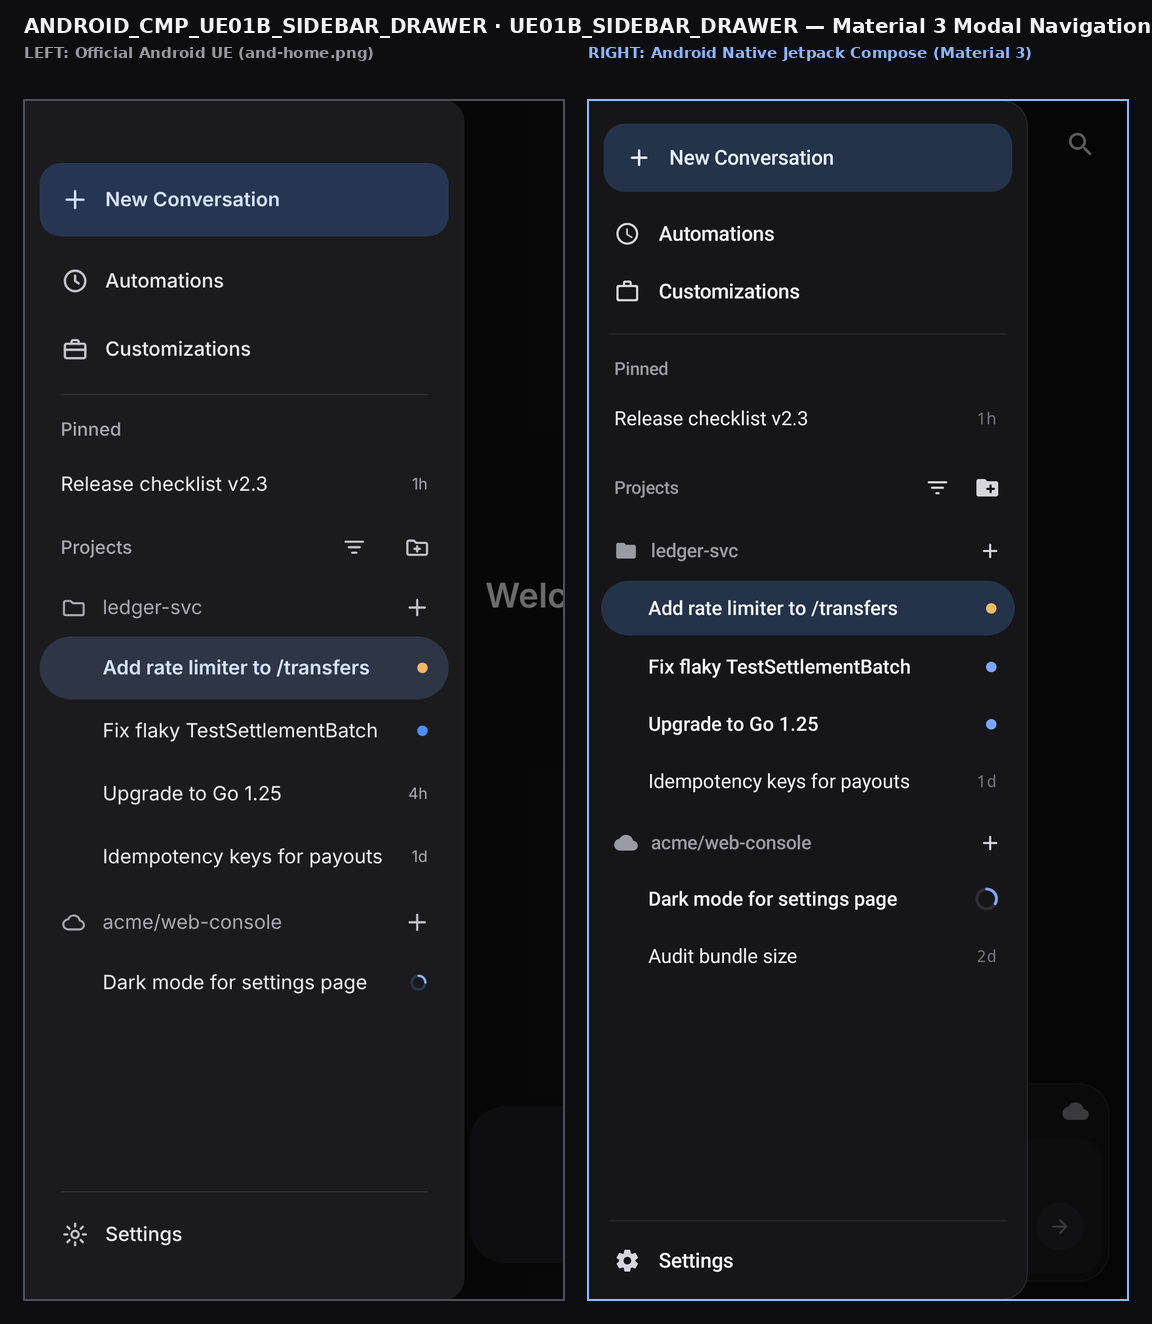 ANDROID_CMP_UE01B_SIDEBAR_DRAWER · UE01B_SIDEBAR_DRAWER — Material 3 Modal Navigation
LEFT: Official Android UE (and-home.png)
RIGHT: Android Native Jetpack Compose (Material 3)
New Conversation
Automations
Customizations
Pinned
Release checklist v2.3 1h
Projects
ledger-svc
Add rate limiter to /transfers
Fix flaky TestSettlementBatch
Upgrade to Go 1.25 4h
Idempotency keys for payouts 1d
acme/web-console
Dark mode for settings page
Settings
Welc
New Conversation
Automations
Customizations
Pinned
Release checklist v2.3 1h
Projects
ledger-svc
Add rate limiter to /transfers
Fix flaky TestSettlementBatch
Upgrade to Go 1.25
Idempotency keys for payouts 1d
acme/web-console
Dark mode for settings page
Audit bundle size 2d
Settings